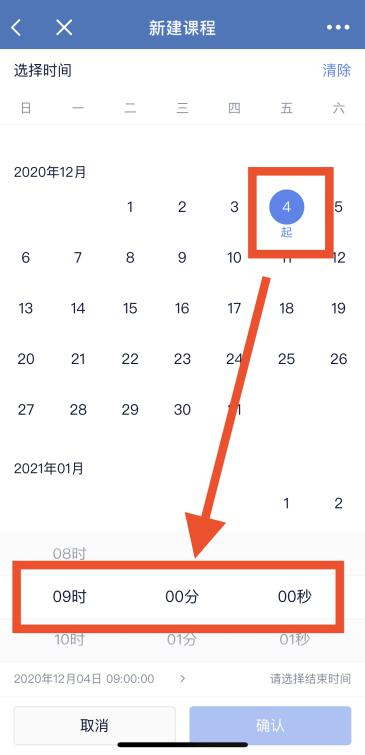 新建课程
选择时间 清除
日 一 二 三 四 五 六
2020年12月
1 2 3 4 5
起
6 7 8 9 10 11 12
13 14 15 16 17 18 19
20 21 22 23 24 25 26
27 28 29 30 31
2021年01月
1 2
08时
09时 00分 00秒
10时 01分 01秒
2020年12月04日 09:00:00 > 请选择结束时间
取消 确认